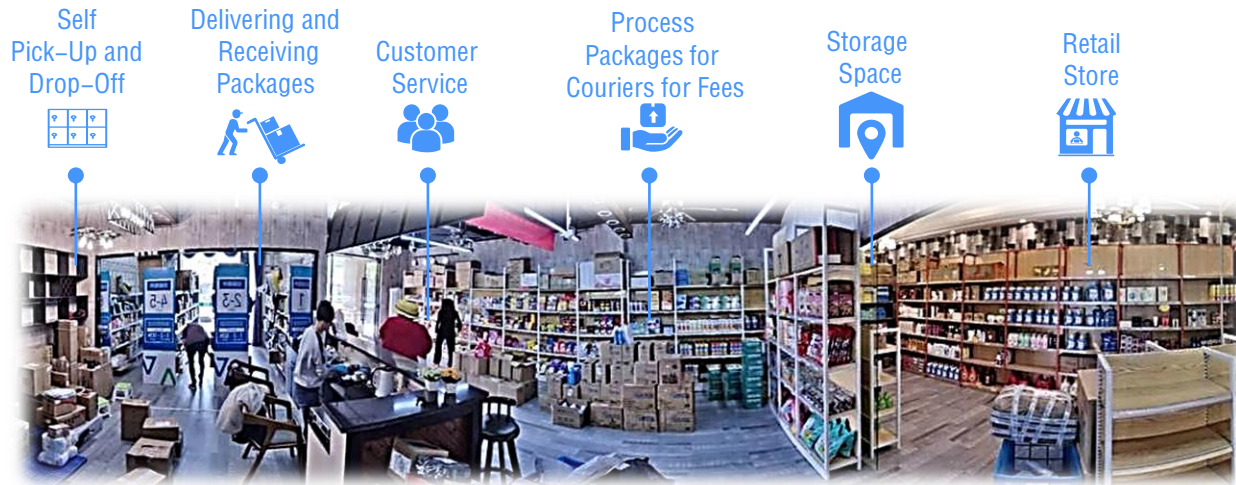 Self
Pick–Up and
Drop–Off
Delivering and
Receiving
Packages
Customer
Service
Process
Packages for
Couriers for Fees
Storage
Space
Retail
Store
4-5
2-3
1